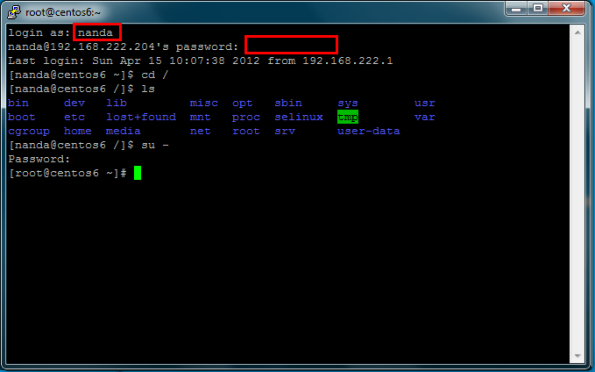 root@centos6:~
login as: nanda
nanda@192.168.222.204's password:
Last login: Sun Apr 15 10:07:38 2012 from 192.168.222.1
[nanda@centos6 ~]$ cd /
[nanda@centos6 /]$ ls
bin dev lib misc opt sbin sys usr
boot etc lost+found mnt proc selinux tmp var
cgroup home media net root srv user-data
[nanda@centos6 /]$ su -
Password:
[root@centos6 ~]#